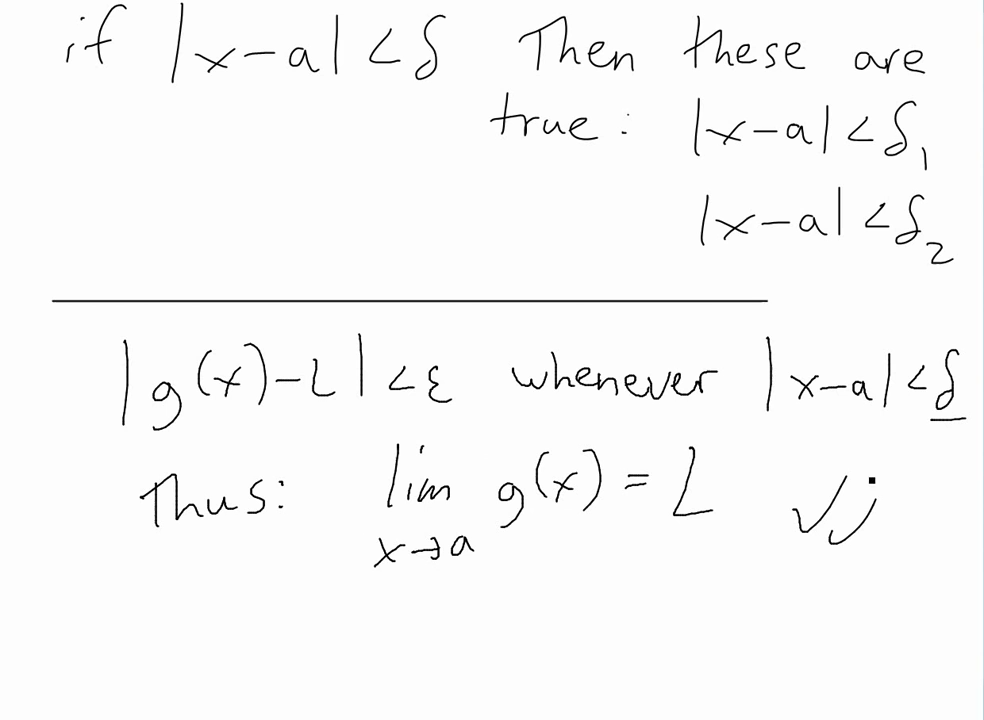 if |x-a| <δ Then these are
true: |x-a| <δ₁
|x-a| <δ₂
|g(x)-L| <ε whenever |x-a| <δ
Thus: lim g(x) = L ✓
x→a